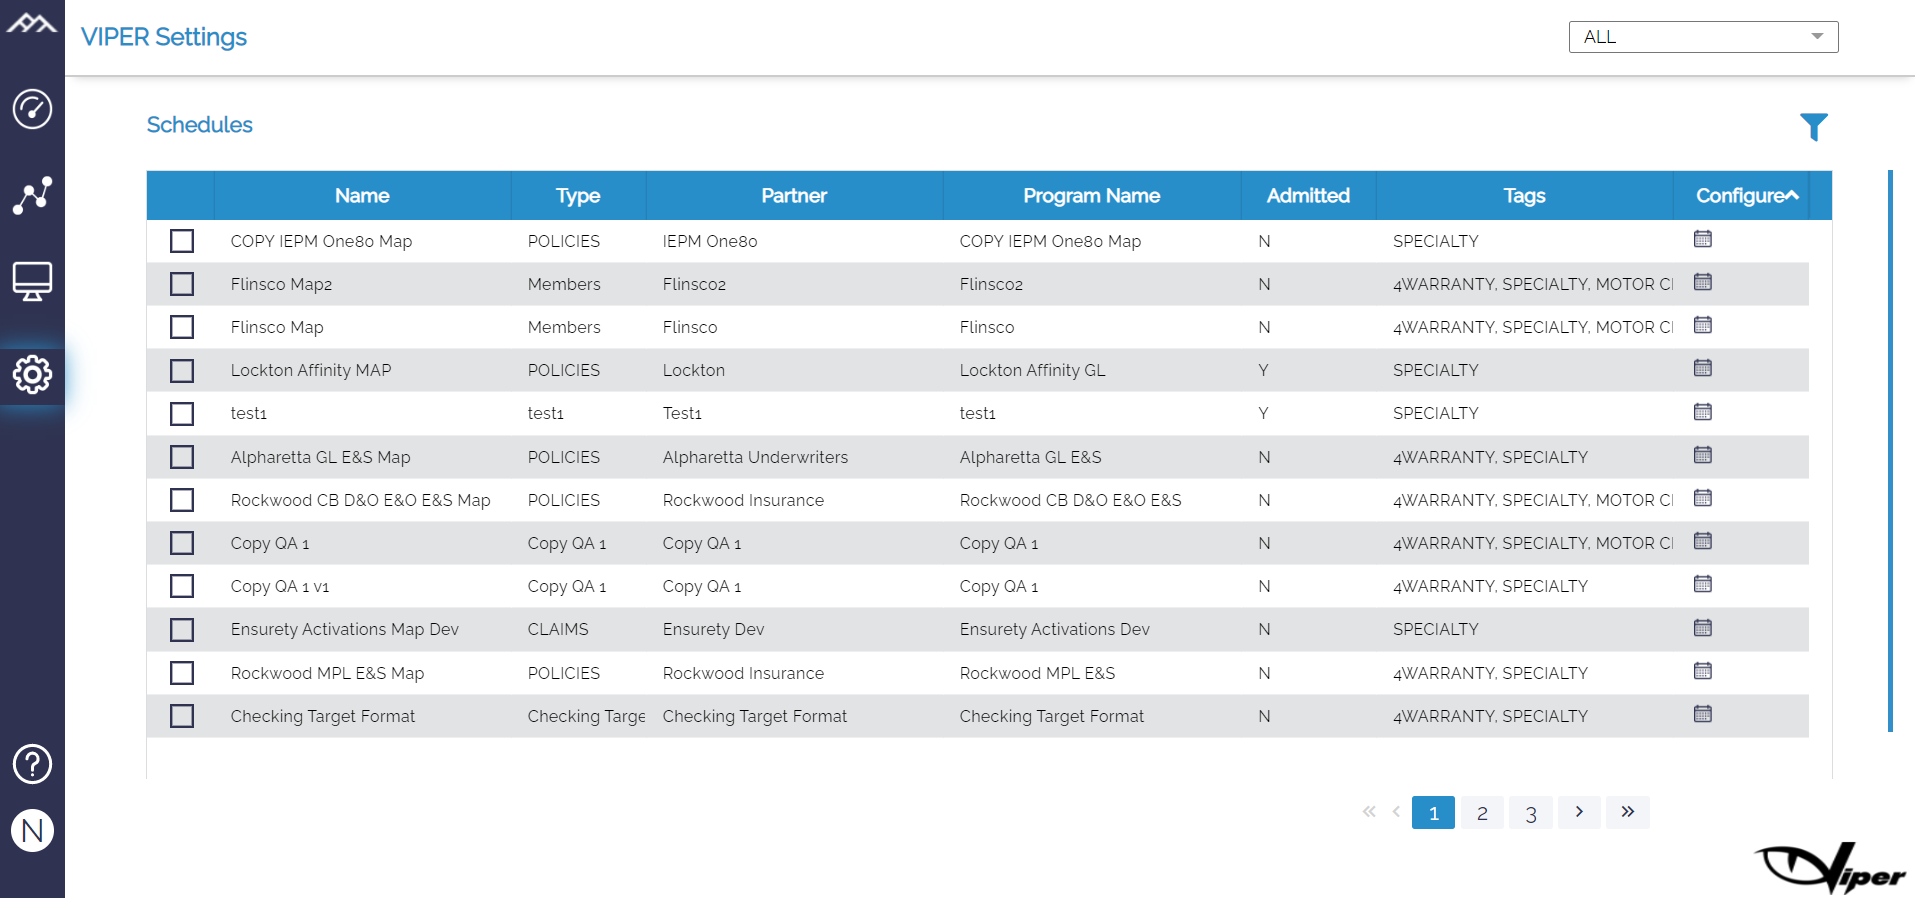 VIPER Settings
ALL
Schedules
Name Type Partner Program Name Admitted Tags Configure
COPY IEPM One80 Map POLICIES IEPM One80 COPY IEPM One80 Map N SPECIALTY
Flinsco Map2 Members Flinsco2 Flinsco2 N 4WARRANTY, SPECIALTY, MOTOR C
Flinsco Map Members Flinsco Flinsco N 4WARRANTY, SPECIALTY, MOTOR C
Lockton Affinity MAP POLICIES Lockton Lockton Affinity GL Y SPECIALTY
test1 test1 Test1 test1 Y SPECIALTY
Alpharetta GL E&S Map POLICIES Alpharetta Underwriters Alpharetta GL E&S N 4WARRANTY, SPECIALTY
Rockwood CB D&O E&O E&S Map POLICIES Rockwood Insurance Rockwood CB D&O E&O E&S N 4WARRANTY, SPECIALTY, MOTOR C
Copy QA 1 Copy QA 1 Copy QA 1 Copy QA 1 N 4WARRANTY, SPECIALTY, MOTOR C
Copy QA 1 v1 Copy QA 1 Copy QA 1 Copy QA 1 N 4WARRANTY, SPECIALTY
Ensurety Activations Map Dev CLAIMS Ensurety Dev Ensurety Activations Dev N SPECIALTY
Rockwood MPL E&S Map POLICIES Rockwood Insurance Rockwood MPL E&S N 4WARRANTY, SPECIALTY
Checking Target Format Checking Targe Checking Target Format Checking Target Format N 4WARRANTY, SPECIALTY
« ‹ 1 2 3 › »
?
N
Viper